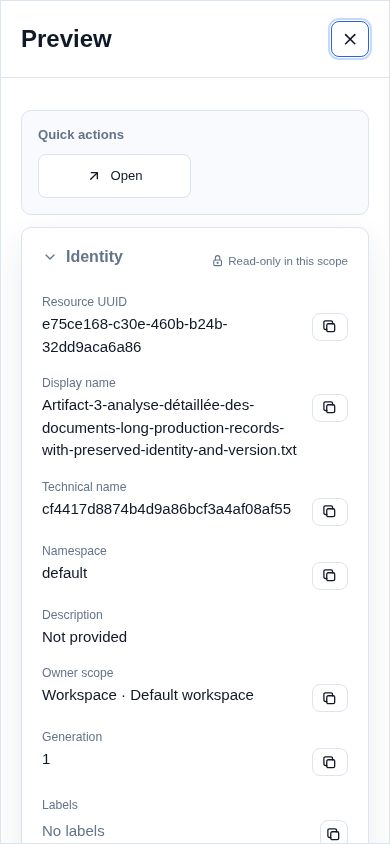 Preview
Quick actions
Open
Identity
Read-only in this scope
Resource UUID
e75ce168-c30e-460b-b24b-
32dd9aca6a86
Display name
Artifact-3-analyse-détaillée-des-
documents-long-production-records-
with-preserved-identity-and-version.txt
Technical name
cf4417d8874b4d9a86bcf3a4af08af55
Namespace
default
Description
Not provided
Owner scope
Workspace · Default workspace
Generation
1
Labels
No labels